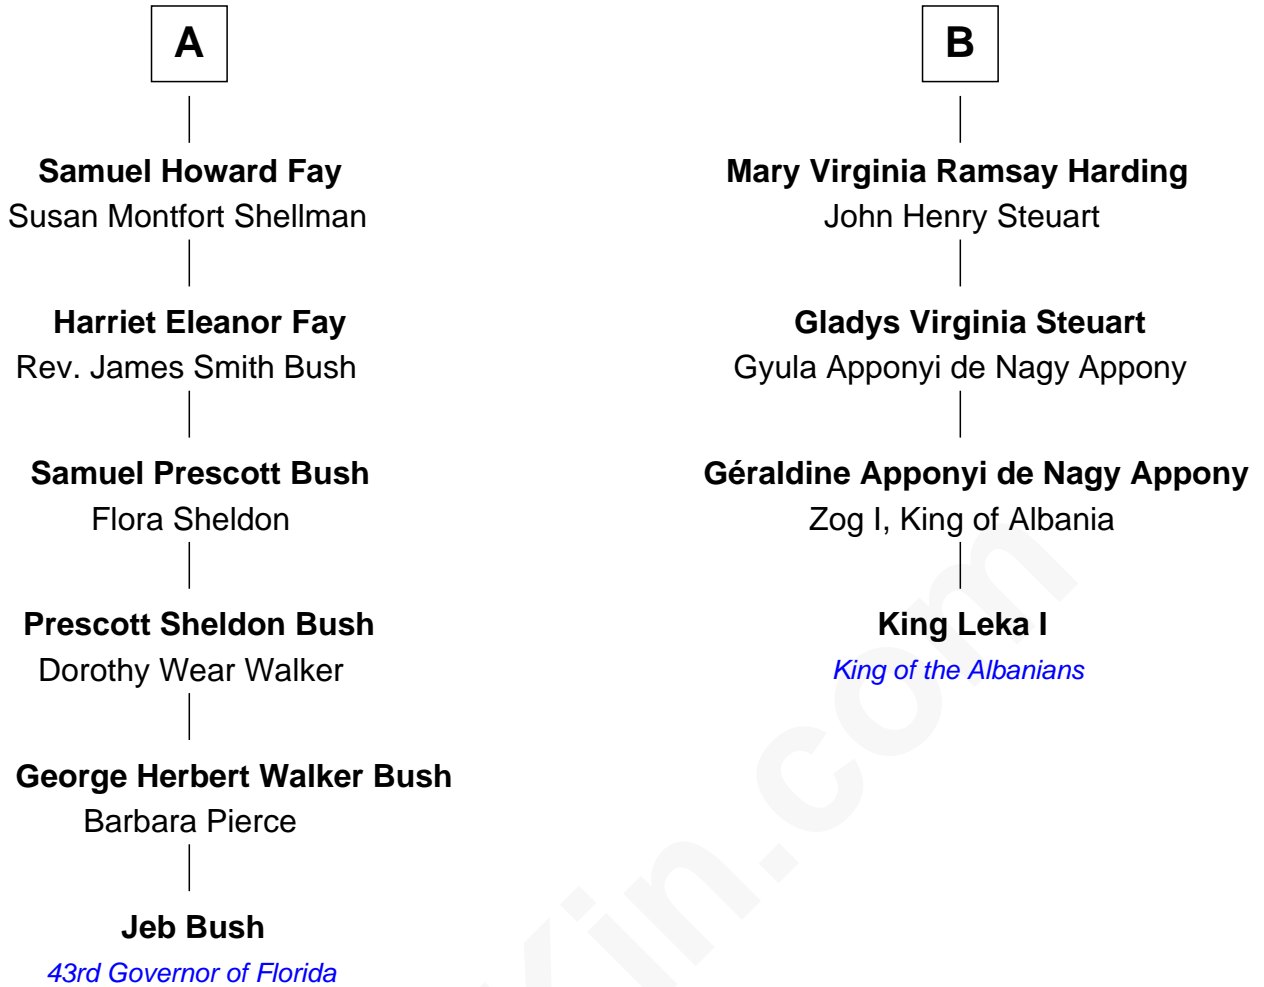 A
Samuel Howard Fay
Susan Montfort Shellman
Harriet Eleanor Fay
Rev. James Smith Bush
Samuel Prescott Bush
Flora Sheldon
Prescott Sheldon Bush
Dorothy Wear Walker
George Herbert Walker Bush
Barbara Pierce
Jeb Bush
43rd Governor of Florida
B
Mary Virginia Ramsay Harding
John Henry Steuart
Gladys Virginia Steuart
Gyula Apponyi de Nagy Appony
Géraldine Apponyi de Nagy Appony
Zog I, King of Albania
King Leka I
King of the Albanians
Kin.com